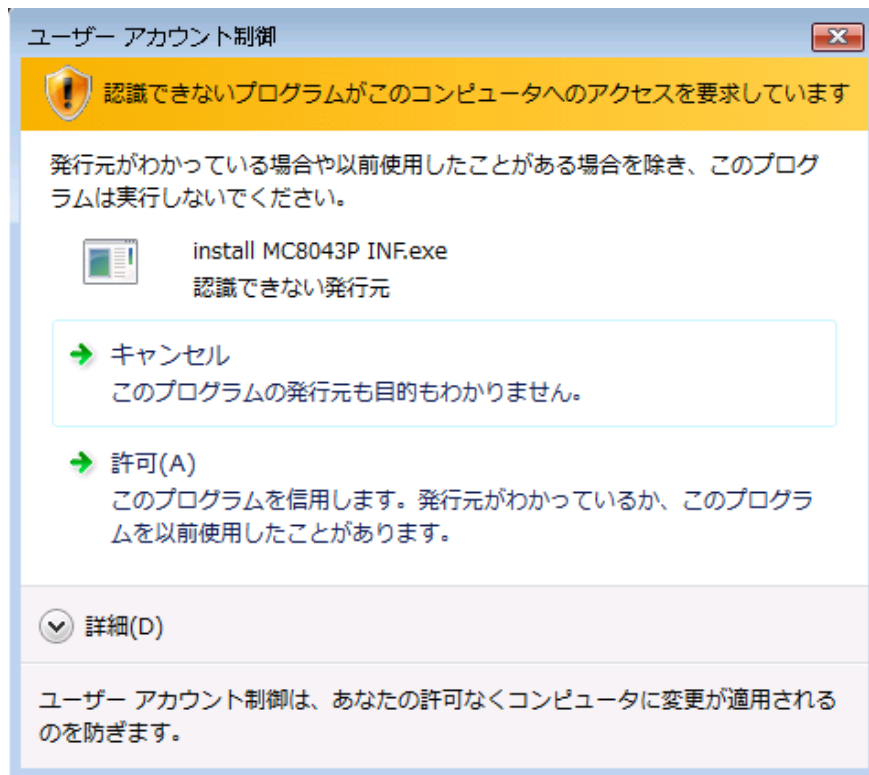 ユーザー アカウント制御
認識できないプログラムがこのコンピュータへのアクセスを要求しています
発行元がわかっている場合や以前使用したことがある場合を除き、このプログ
ラムは実行しないでください。
install MC8043P INF.exe
認識できない発行元
キャンセル
このプログラムの発行元も目的もわかりません。
許可(A)
このプログラムを信用します。発行元がわかっているか、このプログラ
ムを以前使用したことがあります。
詳細(D)
ユーザー アカウント制御は、あなたの許可なくコンピュータに変更が適用される
のを防ぎます。